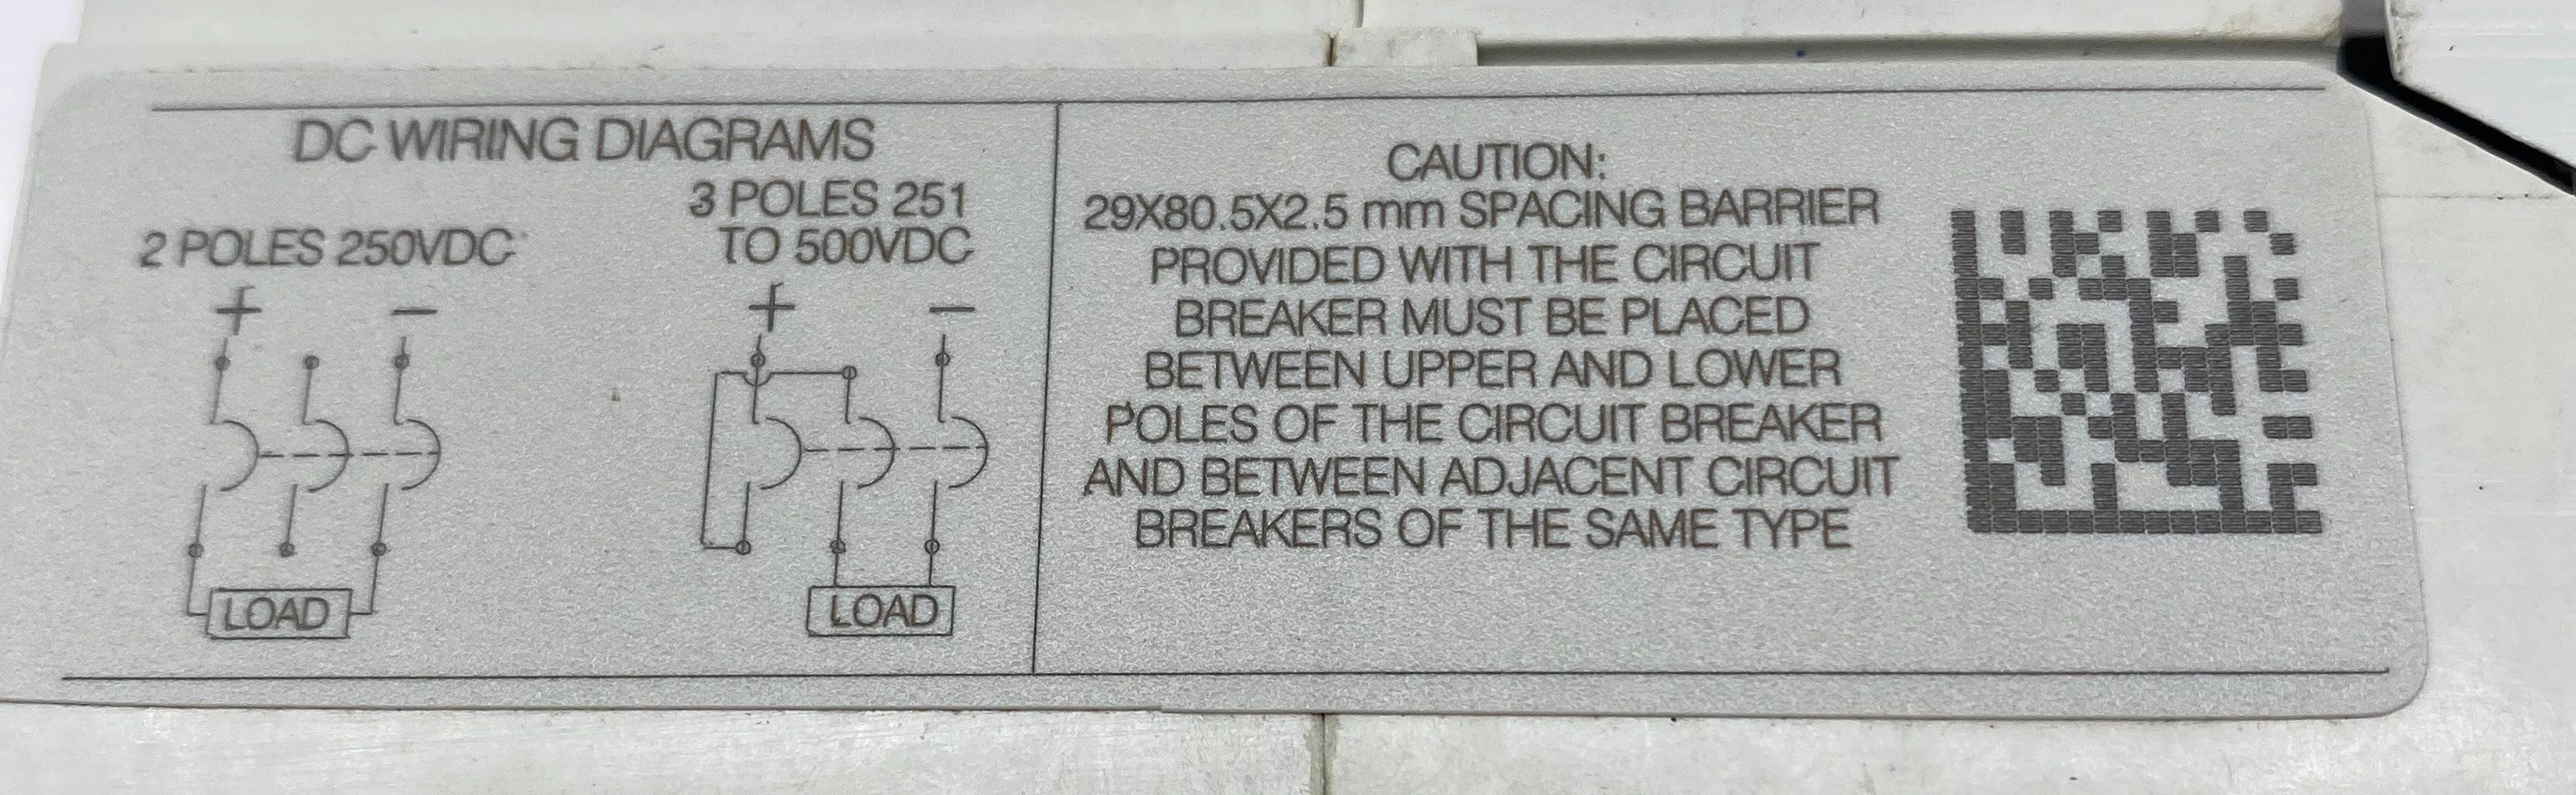 DC WIRING DIAGRAMS
2 POLES 250VDC
+ −
LOAD
3 POLES 251
TO 500VDC
+ −
LOAD
CAUTION:
29X80.5X2.5 mm SPACING BARRIER
PROVIDED WITH THE CIRCUIT
BREAKER MUST BE PLACED
BETWEEN UPPER AND LOWER
POLES OF THE CIRCUIT BREAKER
AND BETWEEN ADJACENT CIRCUIT
BREAKERS OF THE SAME TYPE